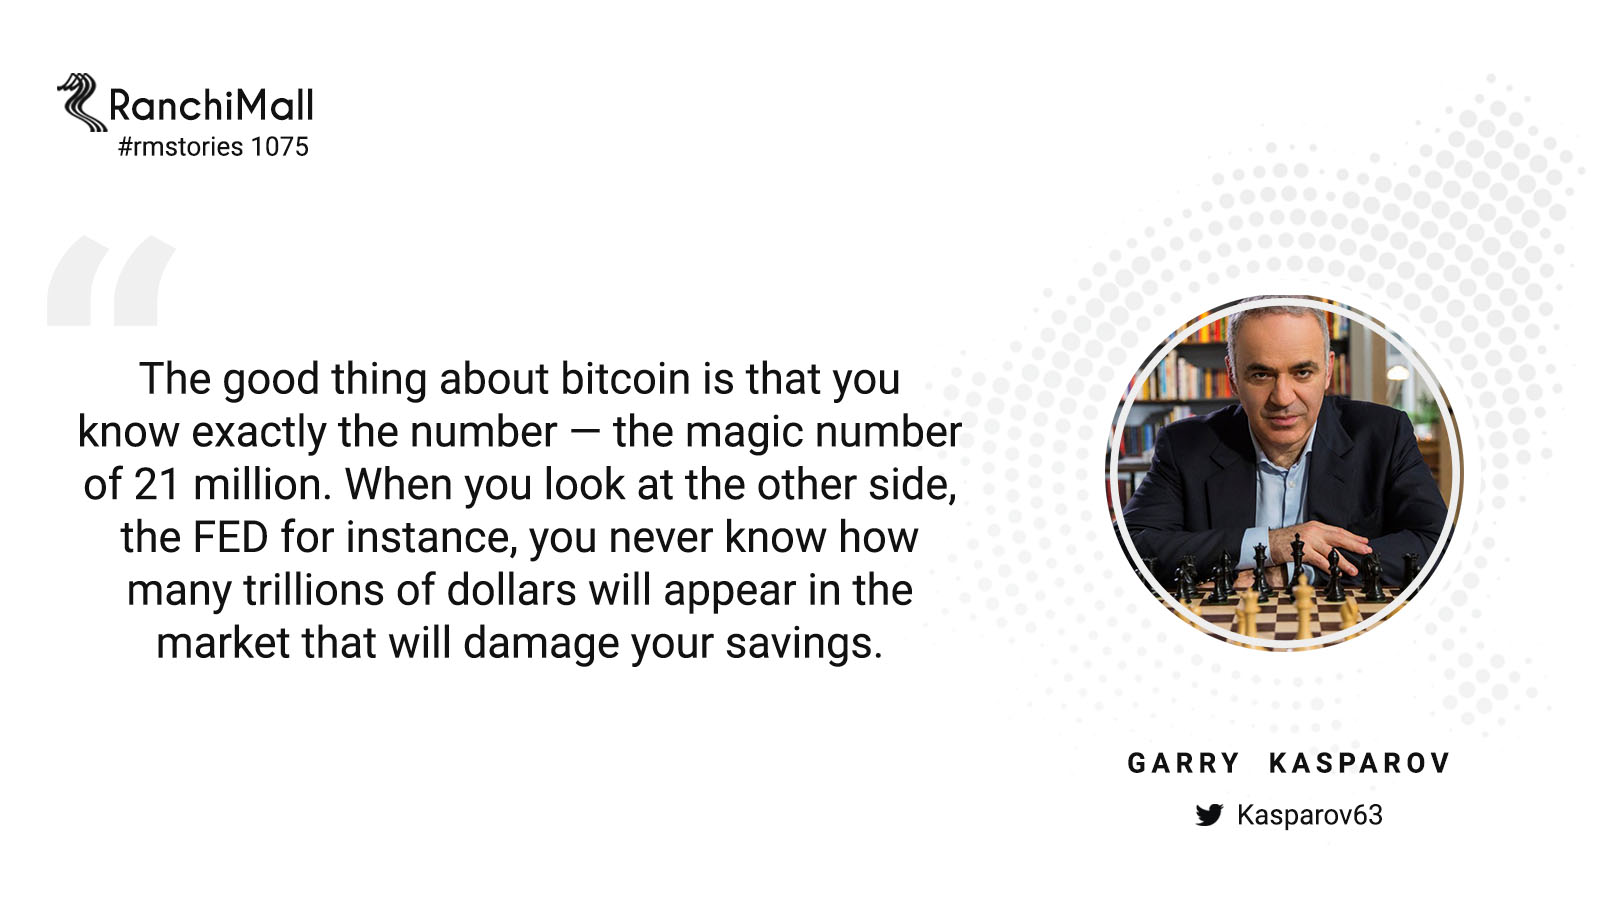 RanchiMall
#rmstories 1075
“
The good thing about bitcoin is that you
know exactly the number — the magic number
of 21 million. When you look at the other side,
the FED for instance, you never know how
many trillions of dollars will appear in the
market that will damage your savings.
GARRY KASPAROV
Kasparov63